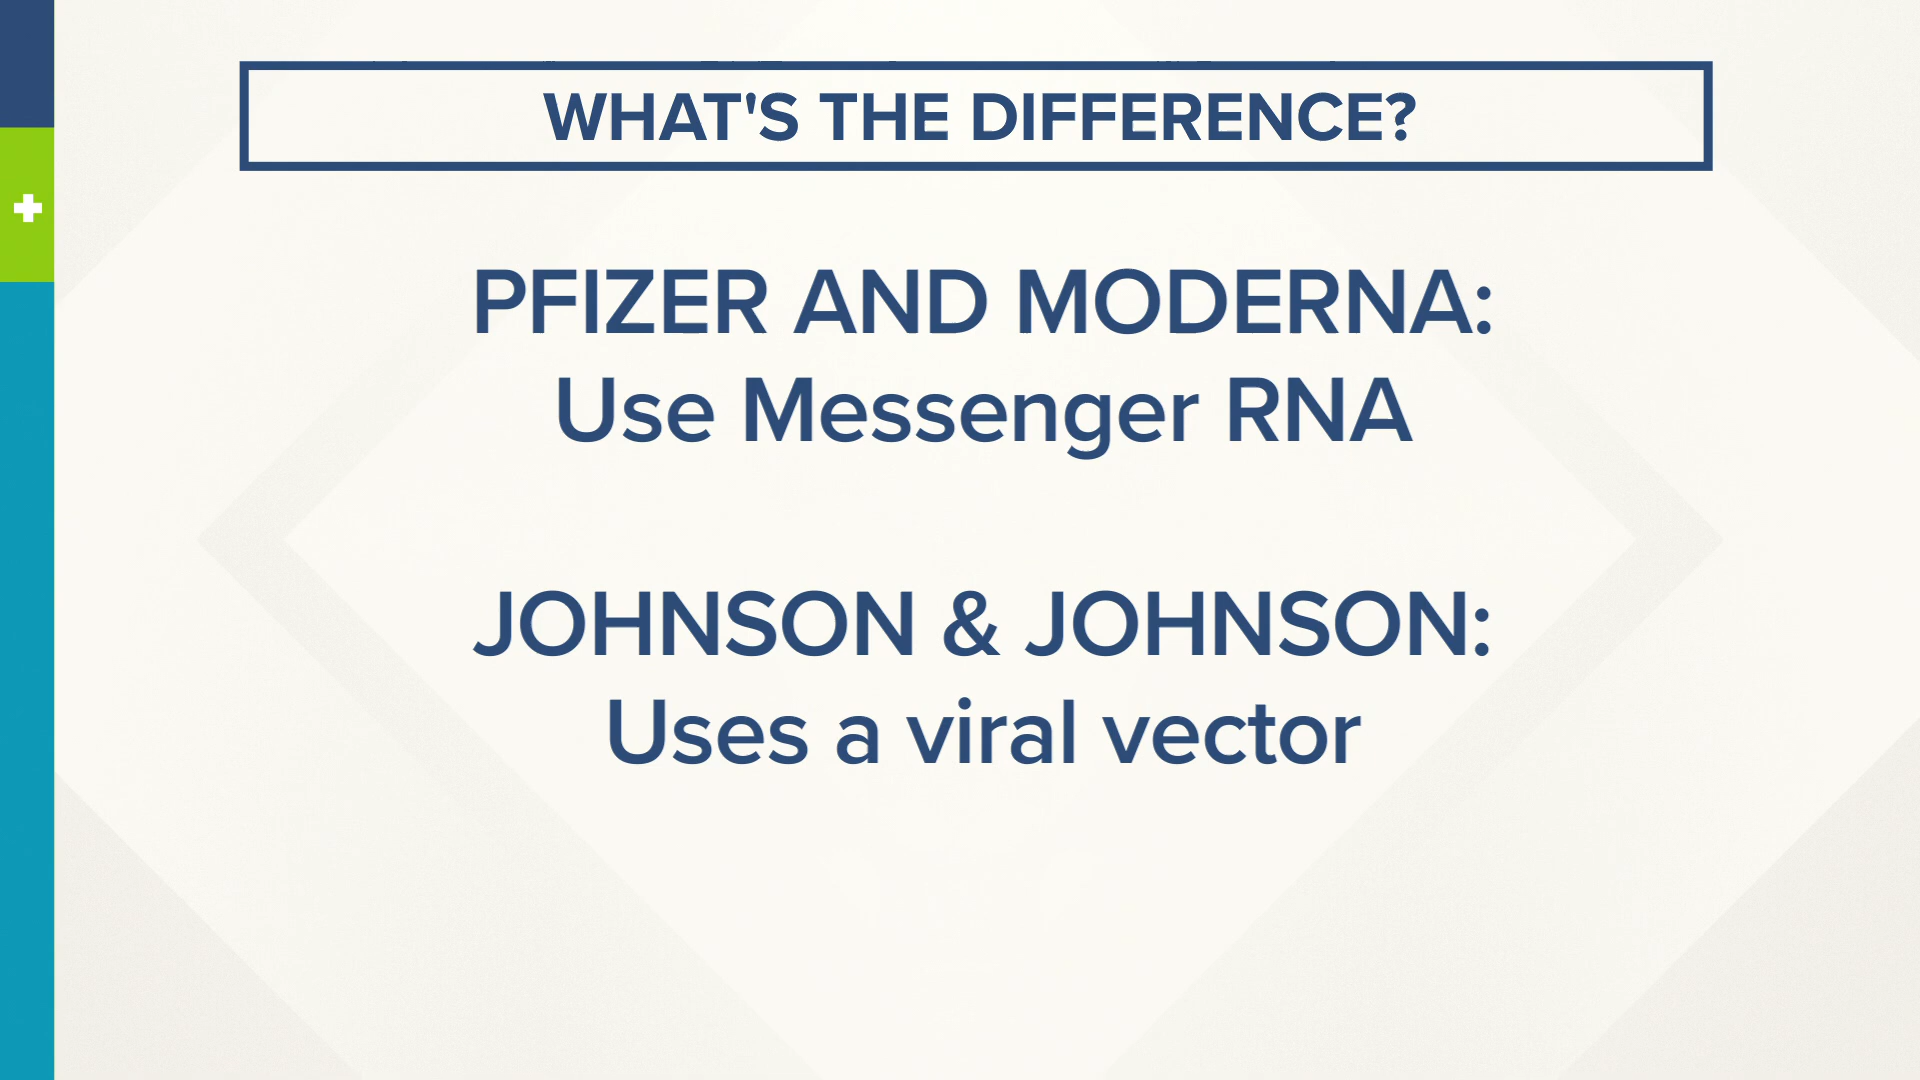 WHAT'S THE DIFFERENCE?
PFIZER AND MODERNA:
Use Messenger RNA
JOHNSON & JOHNSON:
Uses a viral vector